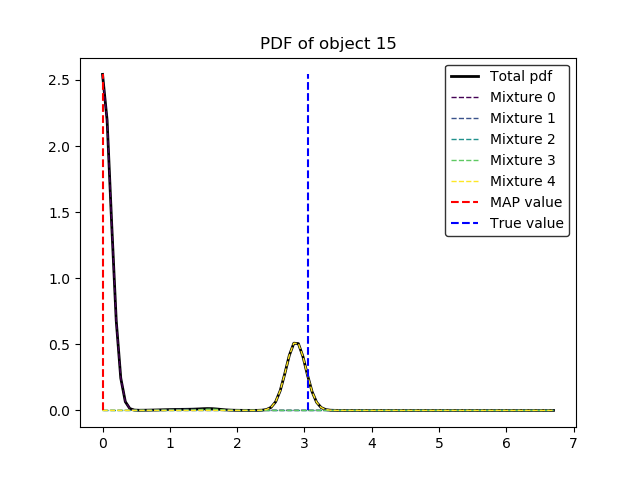 PDF of object 15
2.5
2.0
1.5
1.0
0.5
0.0
0 1 2 3 4 5 6 7
Total pdf
Mixture 0
Mixture 1
Mixture 2
Mixture 3
Mixture 4
MAP value
True value